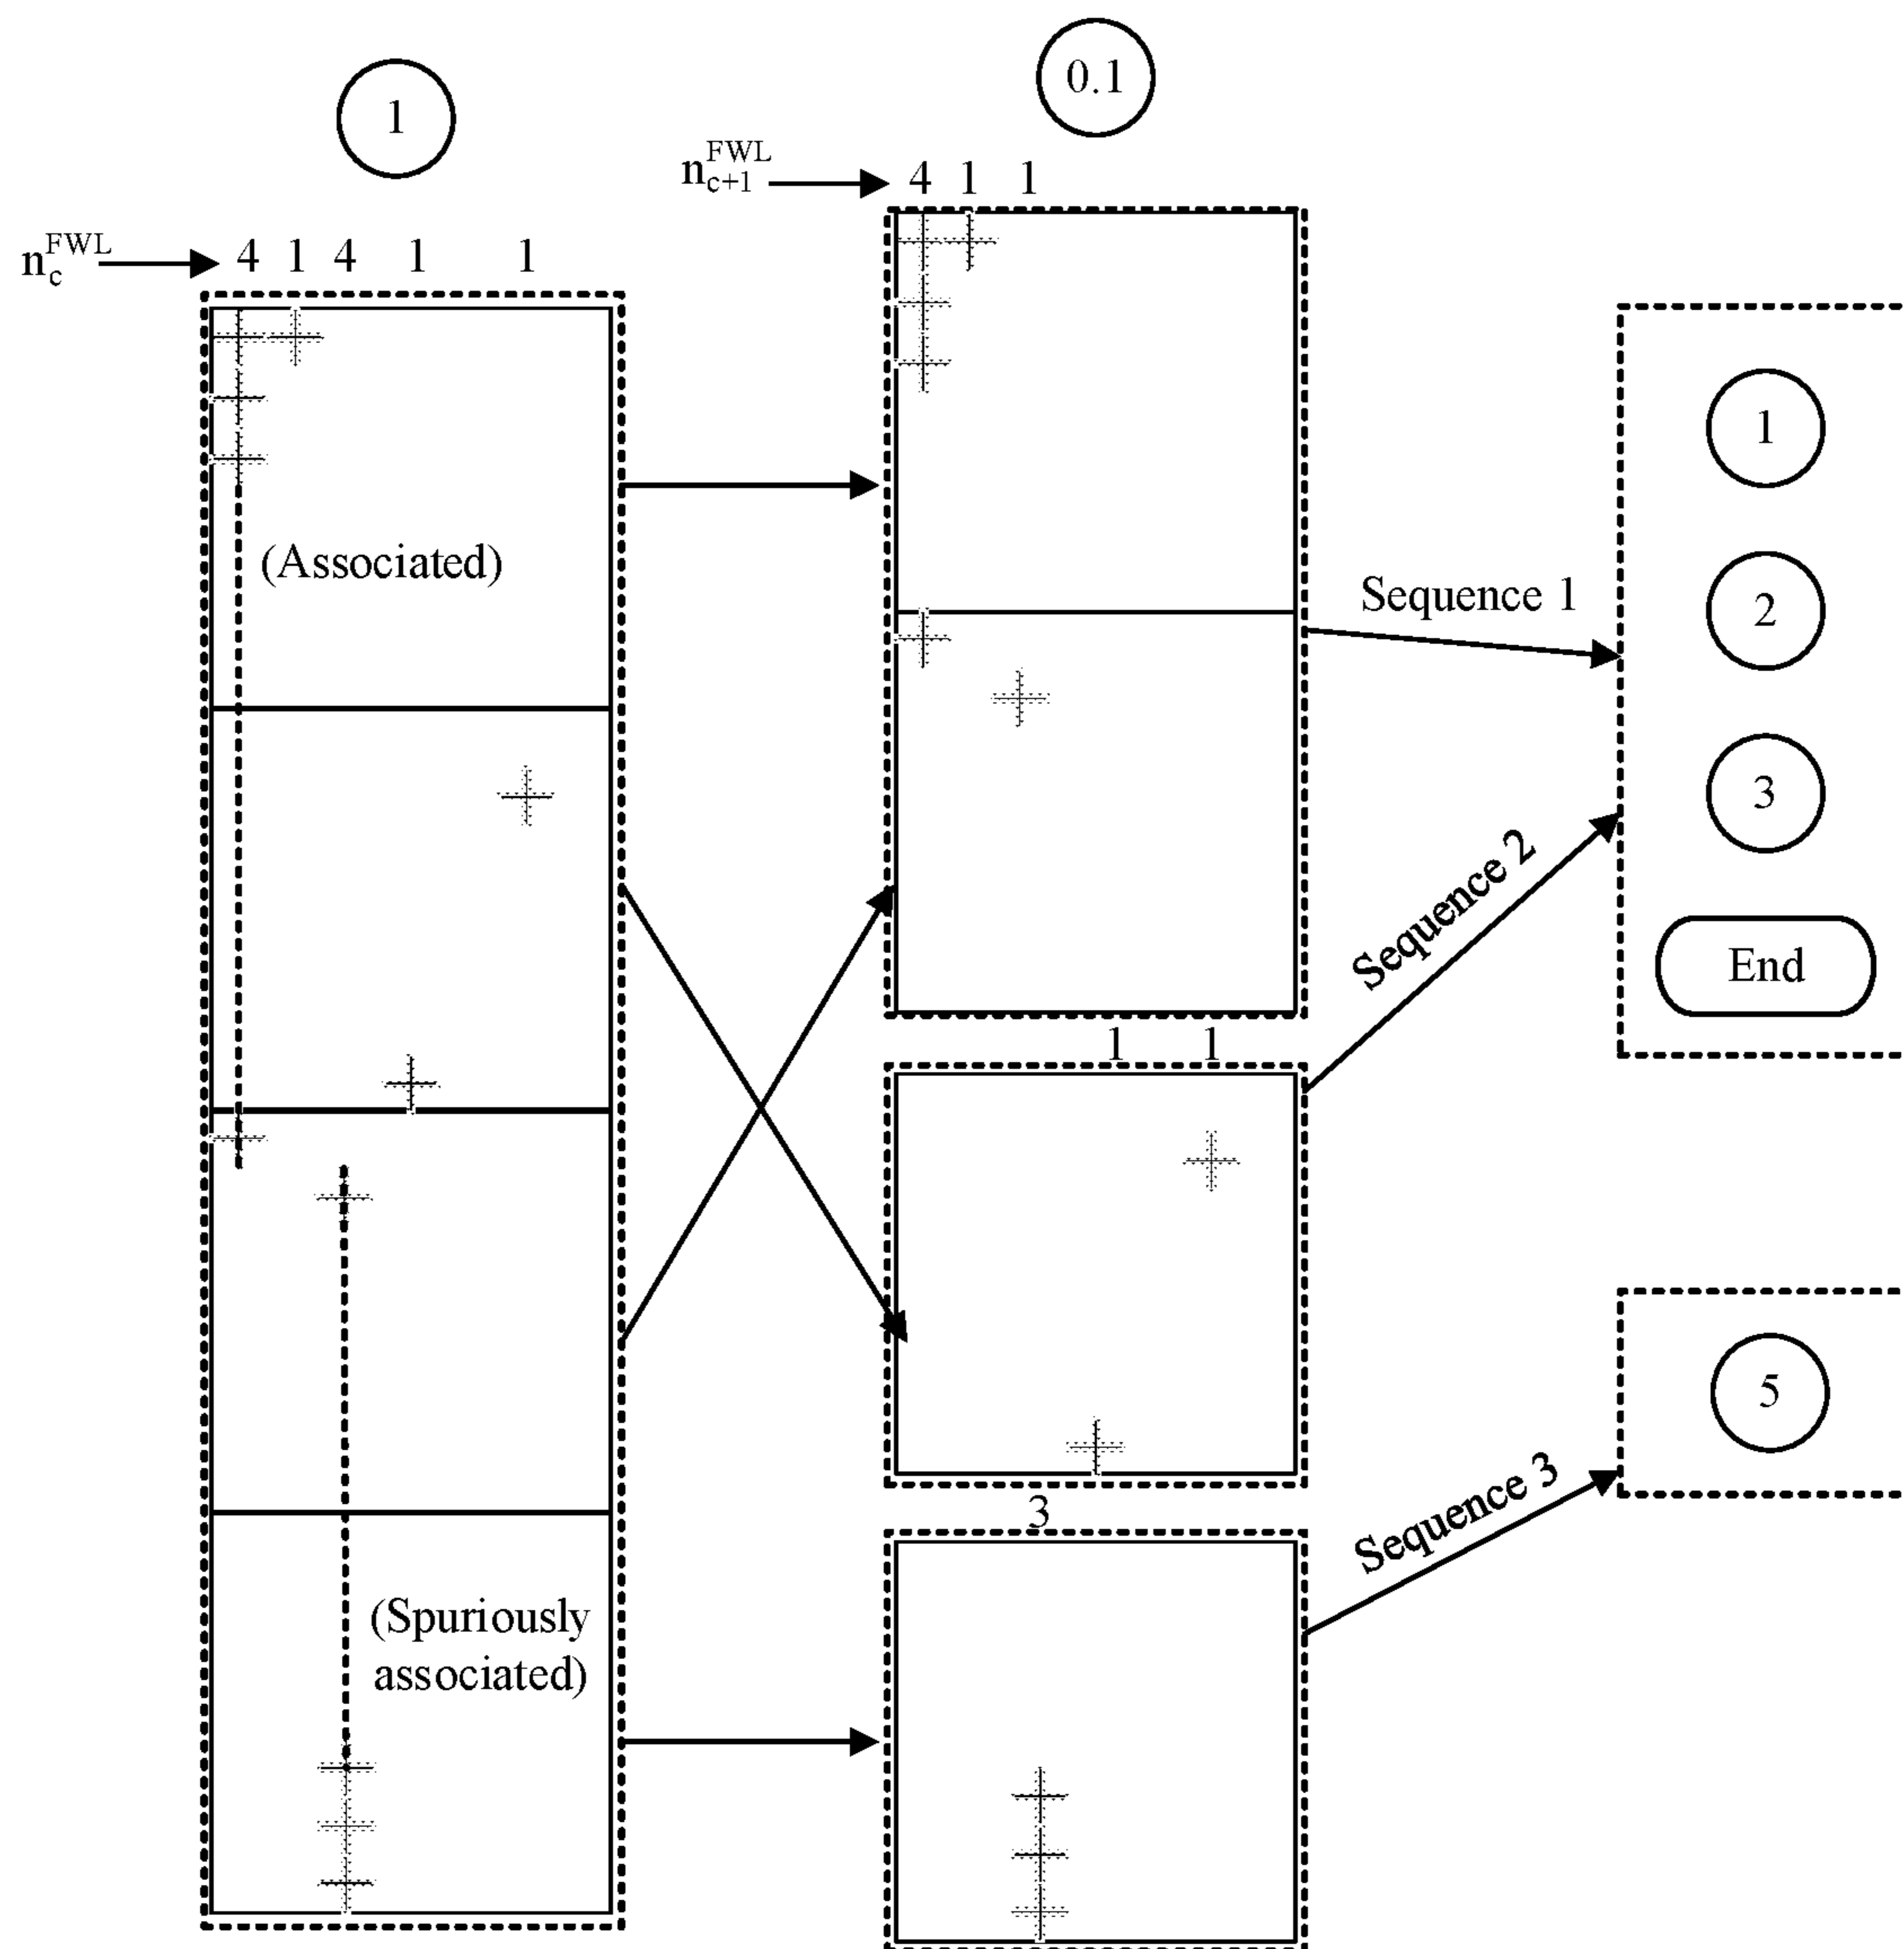 1
n_c^FWL
4 1 4 1 1
(Associated)
(Spuriously
associated)
0.1
n_{c+1}^FWL
4 1 1
1 1
3
Sequence 1
Sequence 2
Sequence 3
1
2
3
End
5